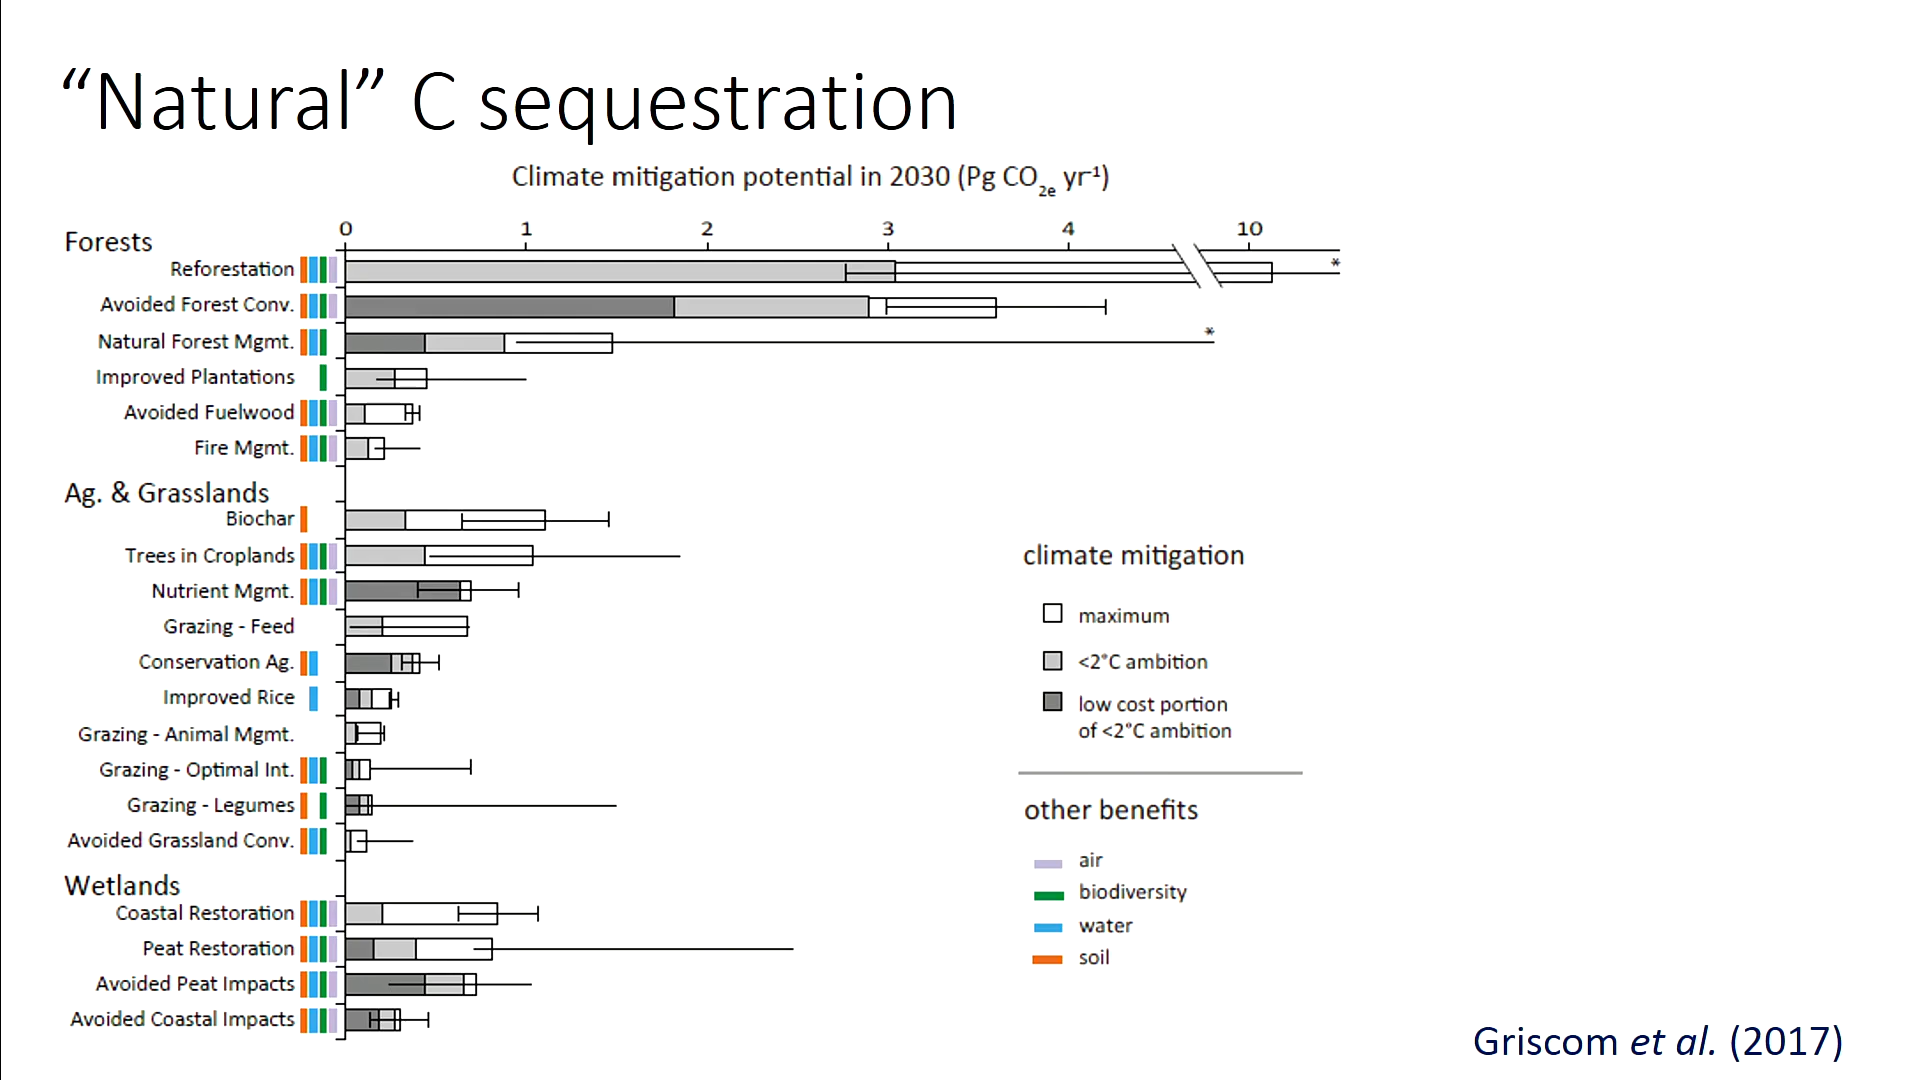 “Natural” C sequestration
Climate mitigation potential in 2030 (Pg CO2e yr-1)
0 1 2 3 4 10
Forests
Reforestation *
Avoided Forest Conv.
Natural Forest Mgmt. *
Improved Plantations
Avoided Fuelwood
Fire Mgmt.
Ag. & Grasslands
Biochar
Trees in Croplands
Nutrient Mgmt.
Grazing - Feed
Conservation Ag.
Improved Rice
Grazing - Animal Mgmt.
Grazing - Optimal Int.
Grazing - Legumes
Avoided Grassland Conv.
Wetlands
Coastal Restoration
Peat Restoration
Avoided Peat Impacts
Avoided Coastal Impacts
climate mitigation
maximum
<2°C ambition
low cost portion
of <2°C ambition
other benefits
air
biodiversity
water
soil
Griscom et al. (2017)